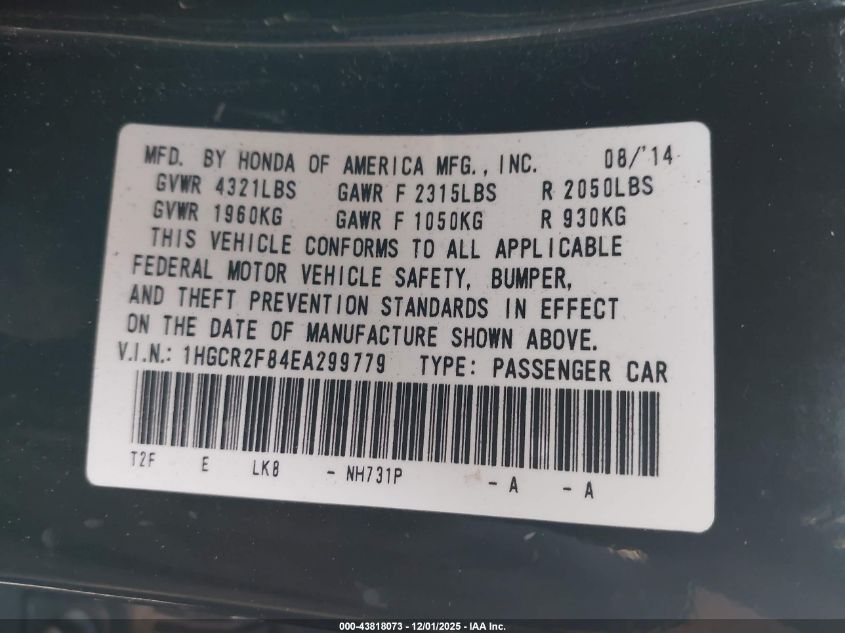 MFD. BY HONDA OF AMERICA MFG., INC. 08/'14
GVWR 4321LBS GAWR F 2315LBS R 2050LBS
GVWR 1960KG GAWR F 1050KG R 930KG
THIS VEHICLE CONFORMS TO ALL APPLICABLE
FEDERAL MOTOR VEHICLE SAFETY, BUMPER,
AND THEFT PREVENTION STANDARDS IN EFFECT
ON THE DATE OF MANUFACTURE SHOWN ABOVE.
V.I.N.: 1HGCR2F84EA299779 TYPE: PASSENGER CAR
T2F E LK8 - NH731P - A - A
000-43818073 - 12/01/2025 - IAA Inc.